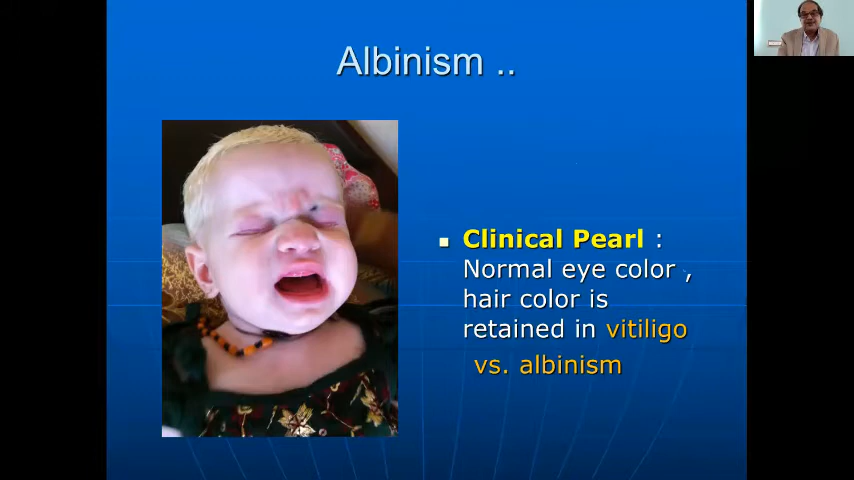 Albinism ..
Clinical Pearl :
Normal eye color ,
hair color is
retained in vitiligo
vs. albinism